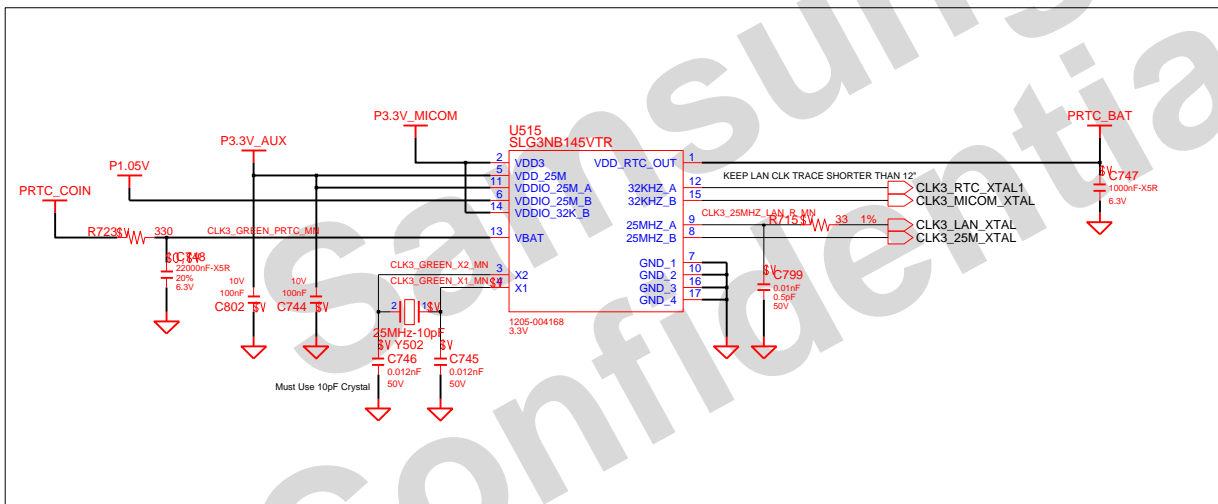 Samsung
Confidential
P3.3V_MICOM
P3.3V_AUX
P1.05V
PRTC_COIN
PRTC_BAT
U515
SLG3NB145VTR
2 VDD3
5 VDD_25M
11 VDDIO_25M_A
6 VDDIO_25M_B
14 VDDIO_32K_B
13 VBAT
3 X2
X1
VDD_RTC_OUT 1
32KHZ_A 12
32KHZ_B 15
25MHZ_A 9
25MHZ_B 8
GND_1 7
GND_2 10
GND_3 16
GND_4 17
1205-004168
3.3V
KEEP LAN CLK TRACE SHORTER THAN 12"
CLK3_RTC_XTAL1
CLK3_MICOM_XTAL
CLK3_25MHZ_LAN_R_MN
R715 $V 33 1%
CLK3_LAN_XTAL
CLK3_25M_XTAL
$V
C747
1000nF-X5R
6.3V
$V
C799
0.01nF
0.5pF
50V
R723 $V 330
CLK3_GREEN_PRTC_MN
C748
22000nF-X5R
20%
6.3V
10V
100nF
C802 $V
10V
100nF
C744 $V
CLK3_GREEN_X2_MN
CLK3_GREEN_X1_MN
2 1 $V
25MHz-10pF
$V Y502 $V
C746
0.012nF
50V
C745
0.012nF
50V
Must Use 10pF Crystal